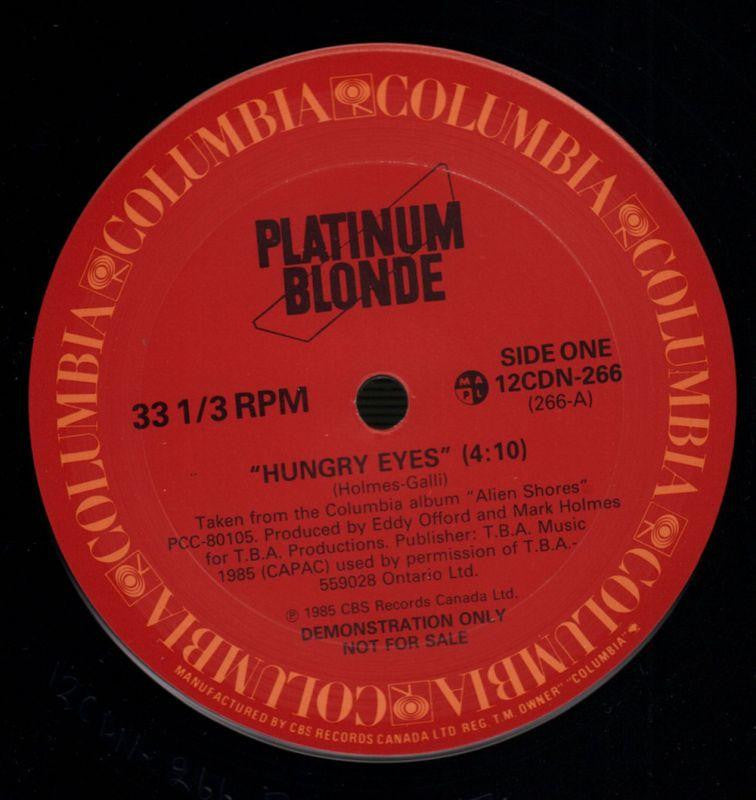 COLUMBIA COLUMBIA COLUMBIA COLUMBIA COLUMBIA COLUMBIA COLUMBIA COLUMBIA
PLATINUM
BLONDE
SIDE ONE
33 1/3 RPM
MAPL 12CDN-266
(266-A)
"HUNGRY EYES" (4:10)
(Holmes-Galli)
Taken from the Columbia album "Alien Shores"
PCC-80105. Produced by Eddy Offord and Mark Holmes
for T.B.A. Productions. Publisher: T.B.A. Music
1985 (CAPAC) used by permission of T.B.A.-
559028 Ontario Ltd.
℗ 1985 CBS Records Canada Ltd.
DEMONSTRATION ONLY
NOT FOR SALE
MANUFACTURED BY CBS RECORDS CANADA LTD REG. T.M. OWNER "COLUMBIA"